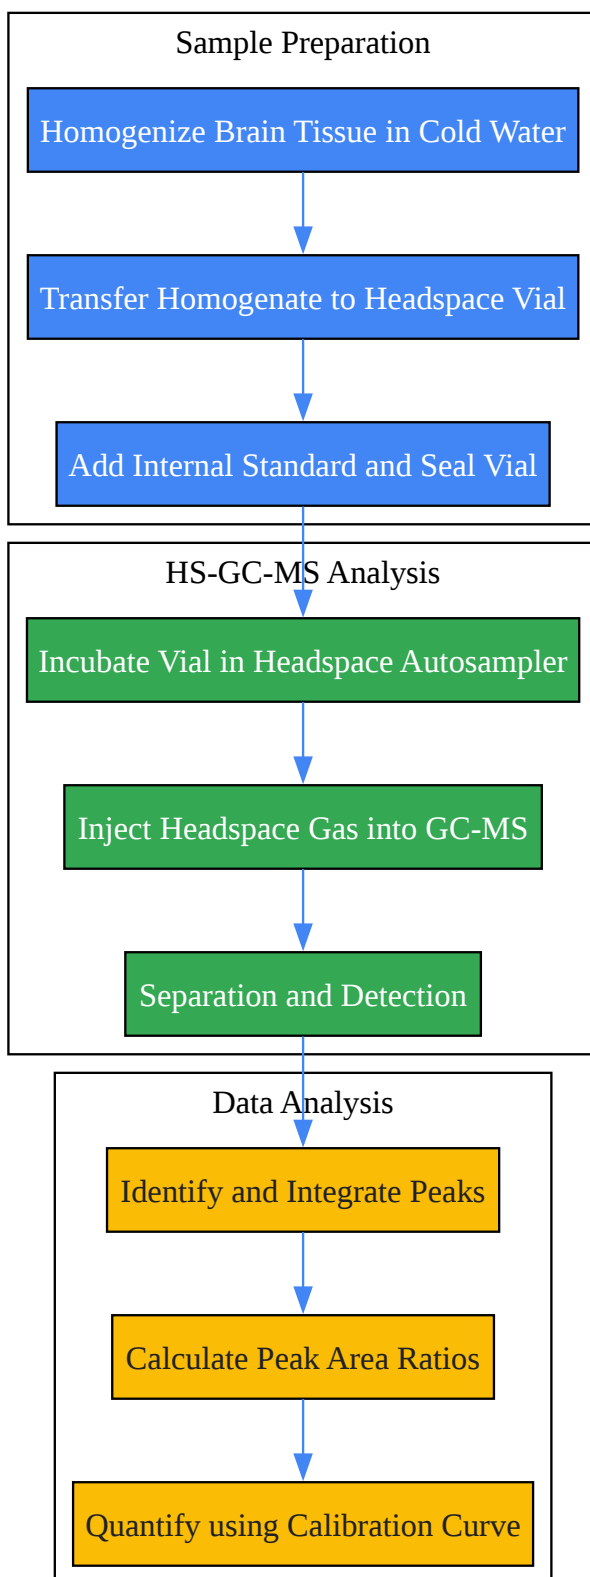 Sample Preparation
Homogenize Brain Tissue in Cold Water
Transfer Homogenate to Headspace Vial
Add Internal Standard and Seal Vial
HS-GC-MS Analysis
Incubate Vial in Headspace Autosampler
Inject Headspace Gas into GC-MS
Separation and Detection
Data Analysis
Identify and Integrate Peaks
Calculate Peak Area Ratios
Quantify using Calibration Curve